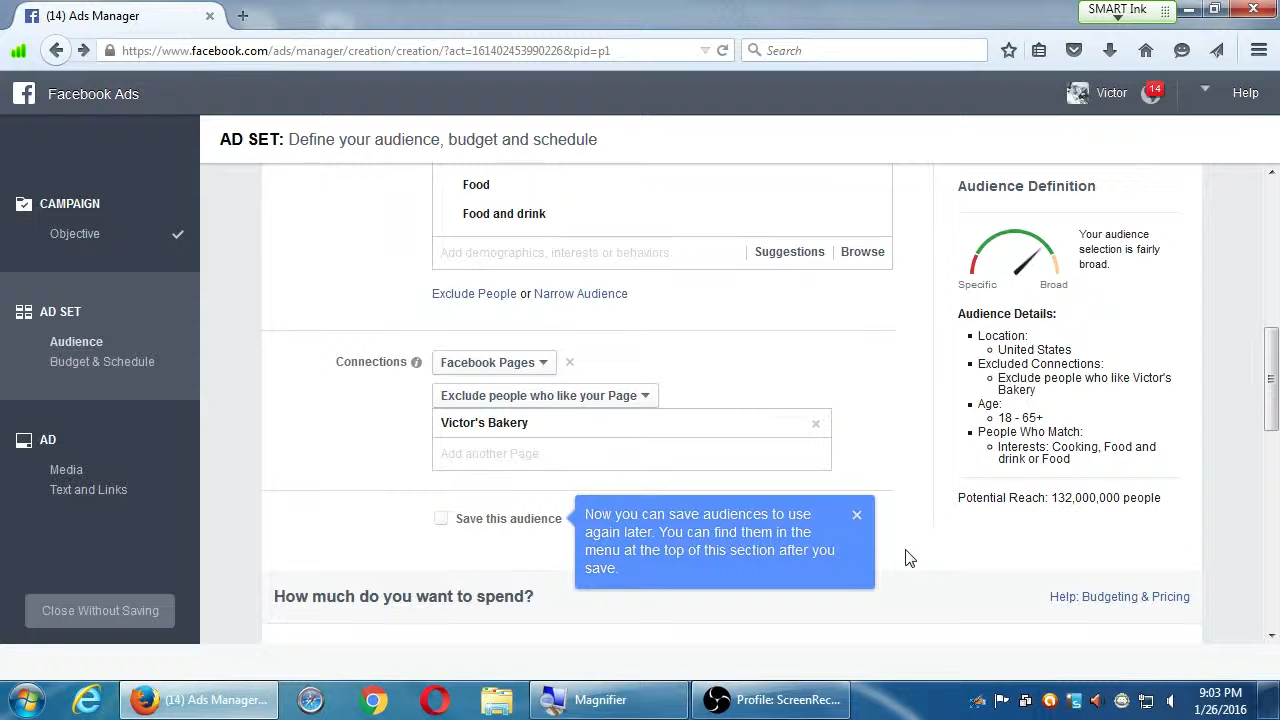 (14) Ads Manager
SMART Ink
https://www.facebook.com/ads/manager/creation/creation/?act=161402453990226&pid=p1
Search
Facebook Ads
Victor
14
Help
AD SET: Define your audience, budget and schedule
CAMPAIGN
Objective
AD SET
Audience
Budget & Schedule
AD
Media
Text and Links
Close Without Saving
Food
Food and drink
Add demographics, interests or behaviors
Suggestions
Browse
Exclude People or Narrow Audience
Connections
Facebook Pages
Exclude people who like your Page
Victor's Bakery
Add another Page
Save this audience
Now you can save audiences to use
again later. You can find them in the
menu at the top of this section after you
save.
How much do you want to spend?
Help: Budgeting & Pricing
Audience Definition
Your audience
selection is fairly
broad.
Specific
Broad
Audience Details:
Location:
United States
Excluded Connections:
Exclude people who like Victor's
Bakery
Age:
18 - 65+
People Who Match:
Interests: Cooking, Food and
drink or Food
Potential Reach: 132,000,000 people
(14) Ads Manager...
Magnifier
Profile: ScreenRec...
9:03 PM
1/26/2016